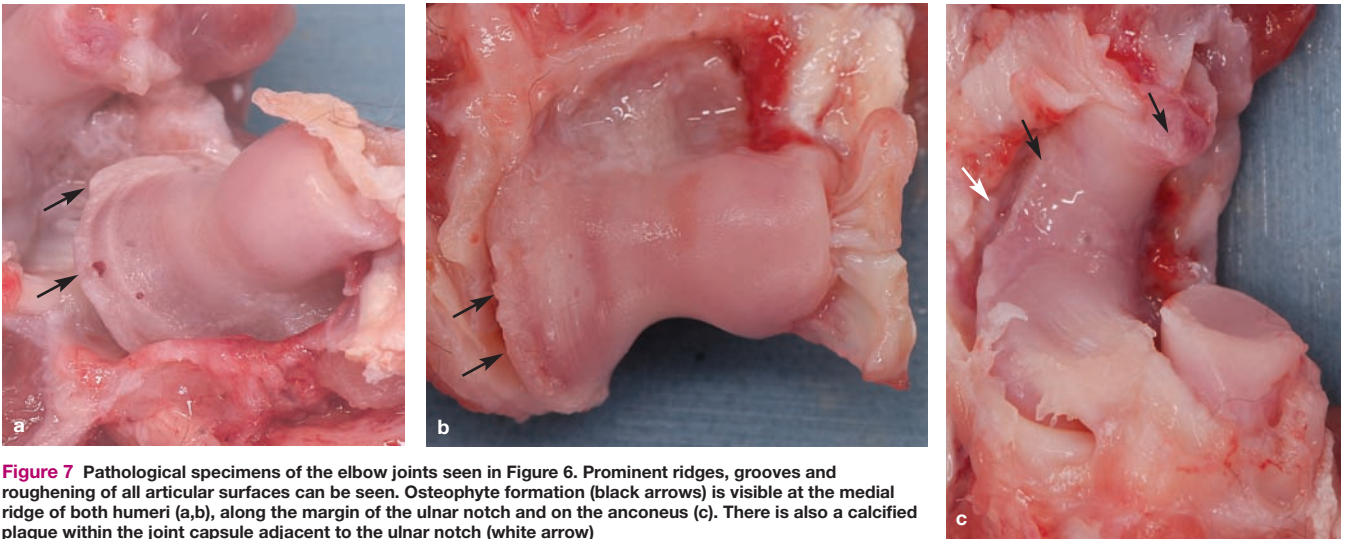 a
b
c
Figure 7 Pathological specimens of the elbow joints seen in Figure 6. Prominent ridges, grooves and
roughening of all articular surfaces can be seen. Osteophyte formation (black arrows) is visible at the medial
ridge of both humeri (a,b), along the margin of the ulnar notch and on the anconeus (c). There is also a calcified
plaque within the joint capsule adjacent to the ulnar notch (white arrow)